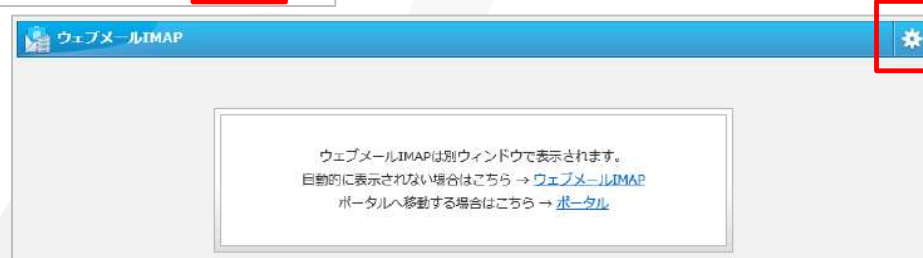 ウェブメールIMAP
ウェブメールIMAPは別ウィンドウで表示されます。
自動的に表示されない場合はこちら → ウェブメールIMAP
ポータルへ移動する場合はこちら → ポータル